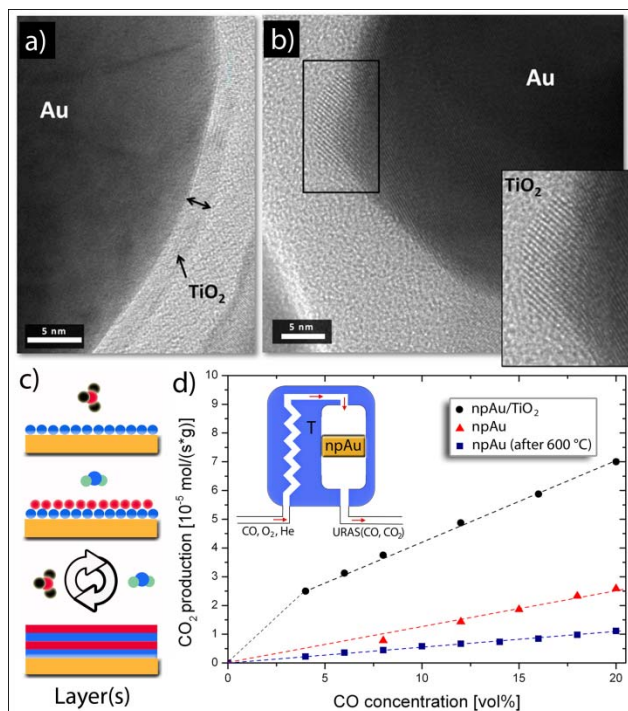 a)
Au
TiO2
5 nm
b)
Au
5 nm
TiO2
c)
Layer(s)
d)
CO2 production [10-5 mol/(s*g)]
10
9
8
7
6
5
4
3
2
1
0
T
npAu
CO, O2, He
URAS(CO, CO2)
npAu/TiO2
npAu
npAu (after 600 °C)
0 5 10 15 20
CO concentration [vol%]